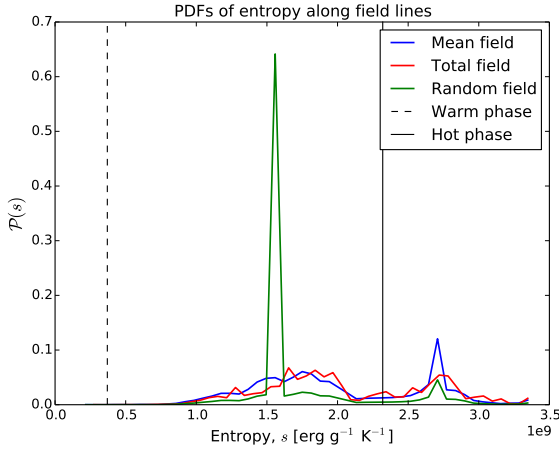 PDFs of entropy along field lines
0.7
0.6
0.5
0.4
0.3
0.2
0.1
0.0
P(s)
Mean field
Total field
Random field
Warm phase
Hot phase
0.0 0.5 1.0 1.5 2.0 2.5 3.0 3.5
1e9
Entropy, s [erg g⁻¹ K⁻¹]